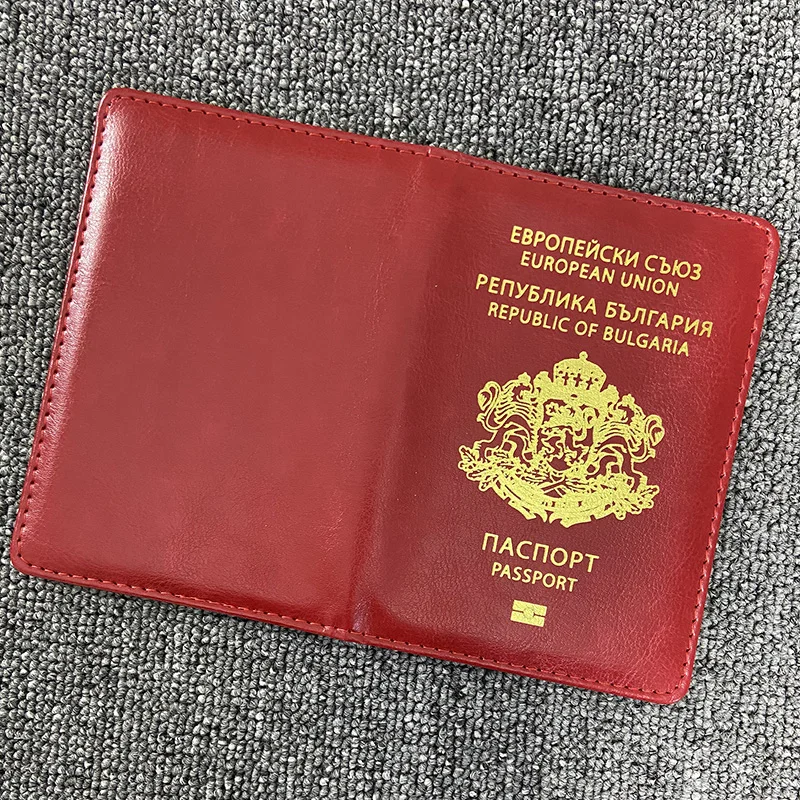 ЕВРОПЕЙСКИ СЪЮЗ
EUROPEAN UNION
РЕПУБЛИКА БЪЛГАРИЯ
REPUBLIC OF BULGARIA
ПАСПОРТ
PASSPORT